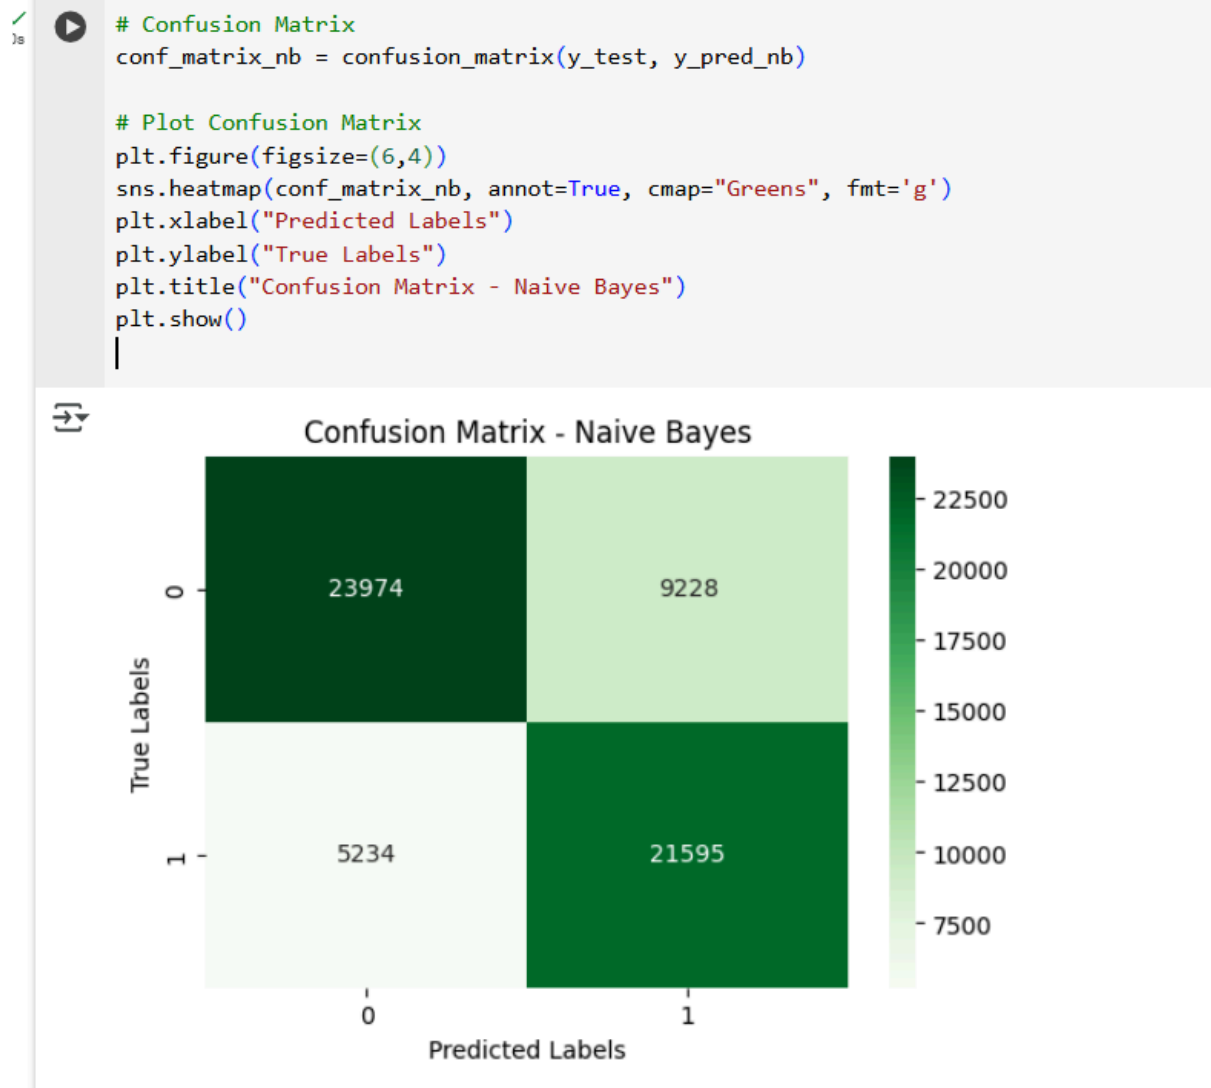 # Confusion Matrix
conf_matrix_nb = confusion_matrix(y_test, y_pred_nb)
# Plot Confusion Matrix
plt.figure(figsize=(6,4))
sns.heatmap(conf_matrix_nb, annot=True, cmap="Greens", fmt='g')
plt.xlabel("Predicted Labels")
plt.ylabel("True Labels")
plt.title("Confusion Matrix - Naive Bayes")
plt.show()
Confusion Matrix - Naive Bayes
23974
9228
5234
21595
0
1
True Labels
0
1
Predicted Labels
22500
20000
17500
15000
12500
10000
7500